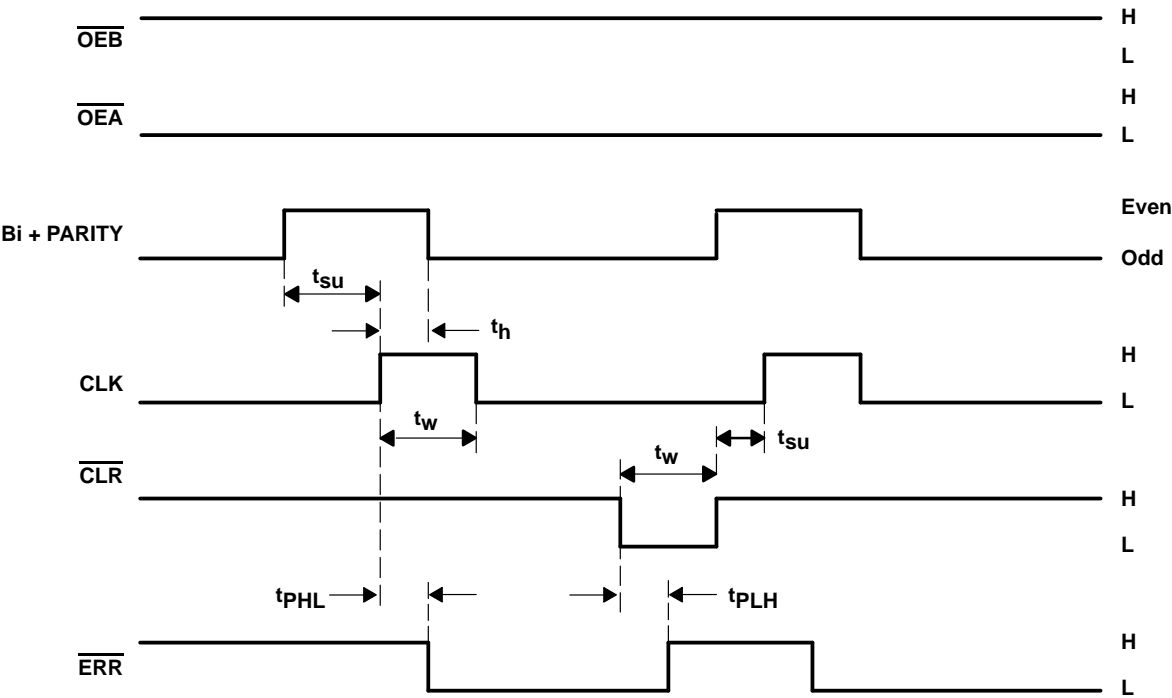 OEB
H
L
OEA
H
L
Bi + PARITY
Even
Odd
tsu
th
CLK
H
L
tw
tsu
tw
CLR
H
L
tPHL
tPLH
ERR
H
L